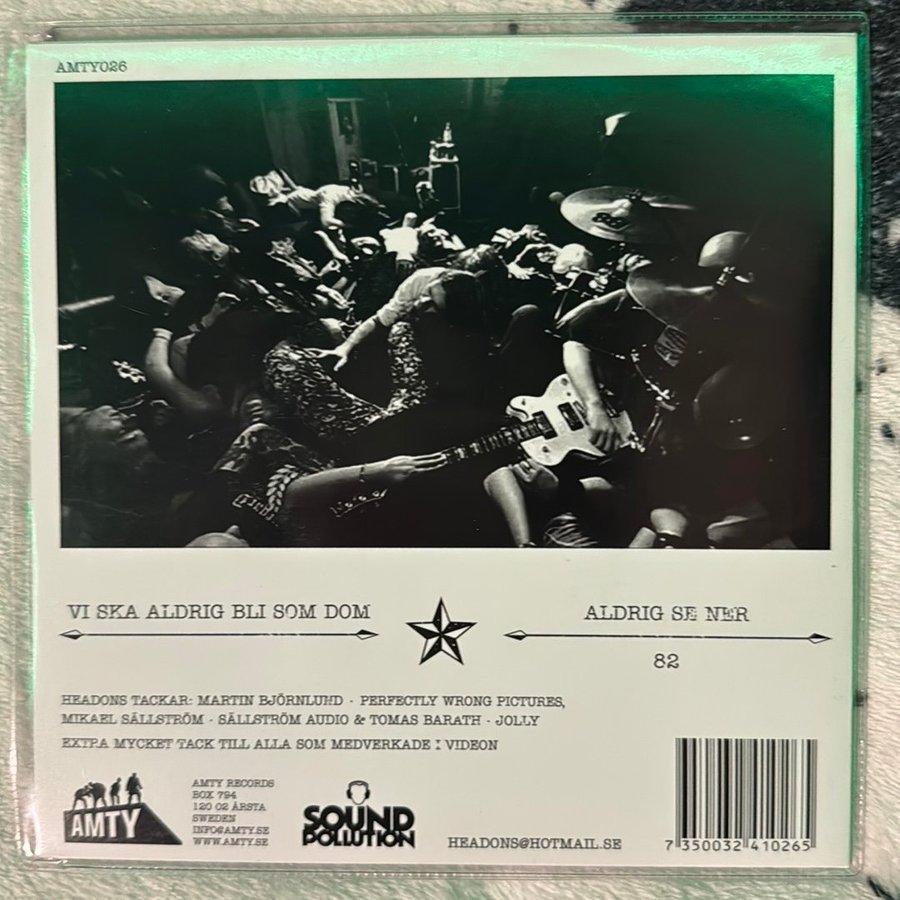 AMTY026
VI SKA ALDRIG BLI SOM DOM
ALDRIG SE NER
82
HEADONS TACKAR: MARTIN BJÖRNLUND · PERFECTLY WRONG PICTURES,
MIKAEL SÄLLSTRÖM · SÄLLSTRÖM AUDIO & TOMAS BARATH · JOLLY
EXTRA MYCKET TACK TILL ALLA SOM MEDVERKADE I VIDEON
AMTY
AMTY RECORDS
BOX 794
120 02 ÅRSTA
SWEDEN
INFO@AMTY.SE
WWW.AMTY.SE
SOUND
POLLUTION
HEADONS@HOTMAIL.SE
7 350032 410265